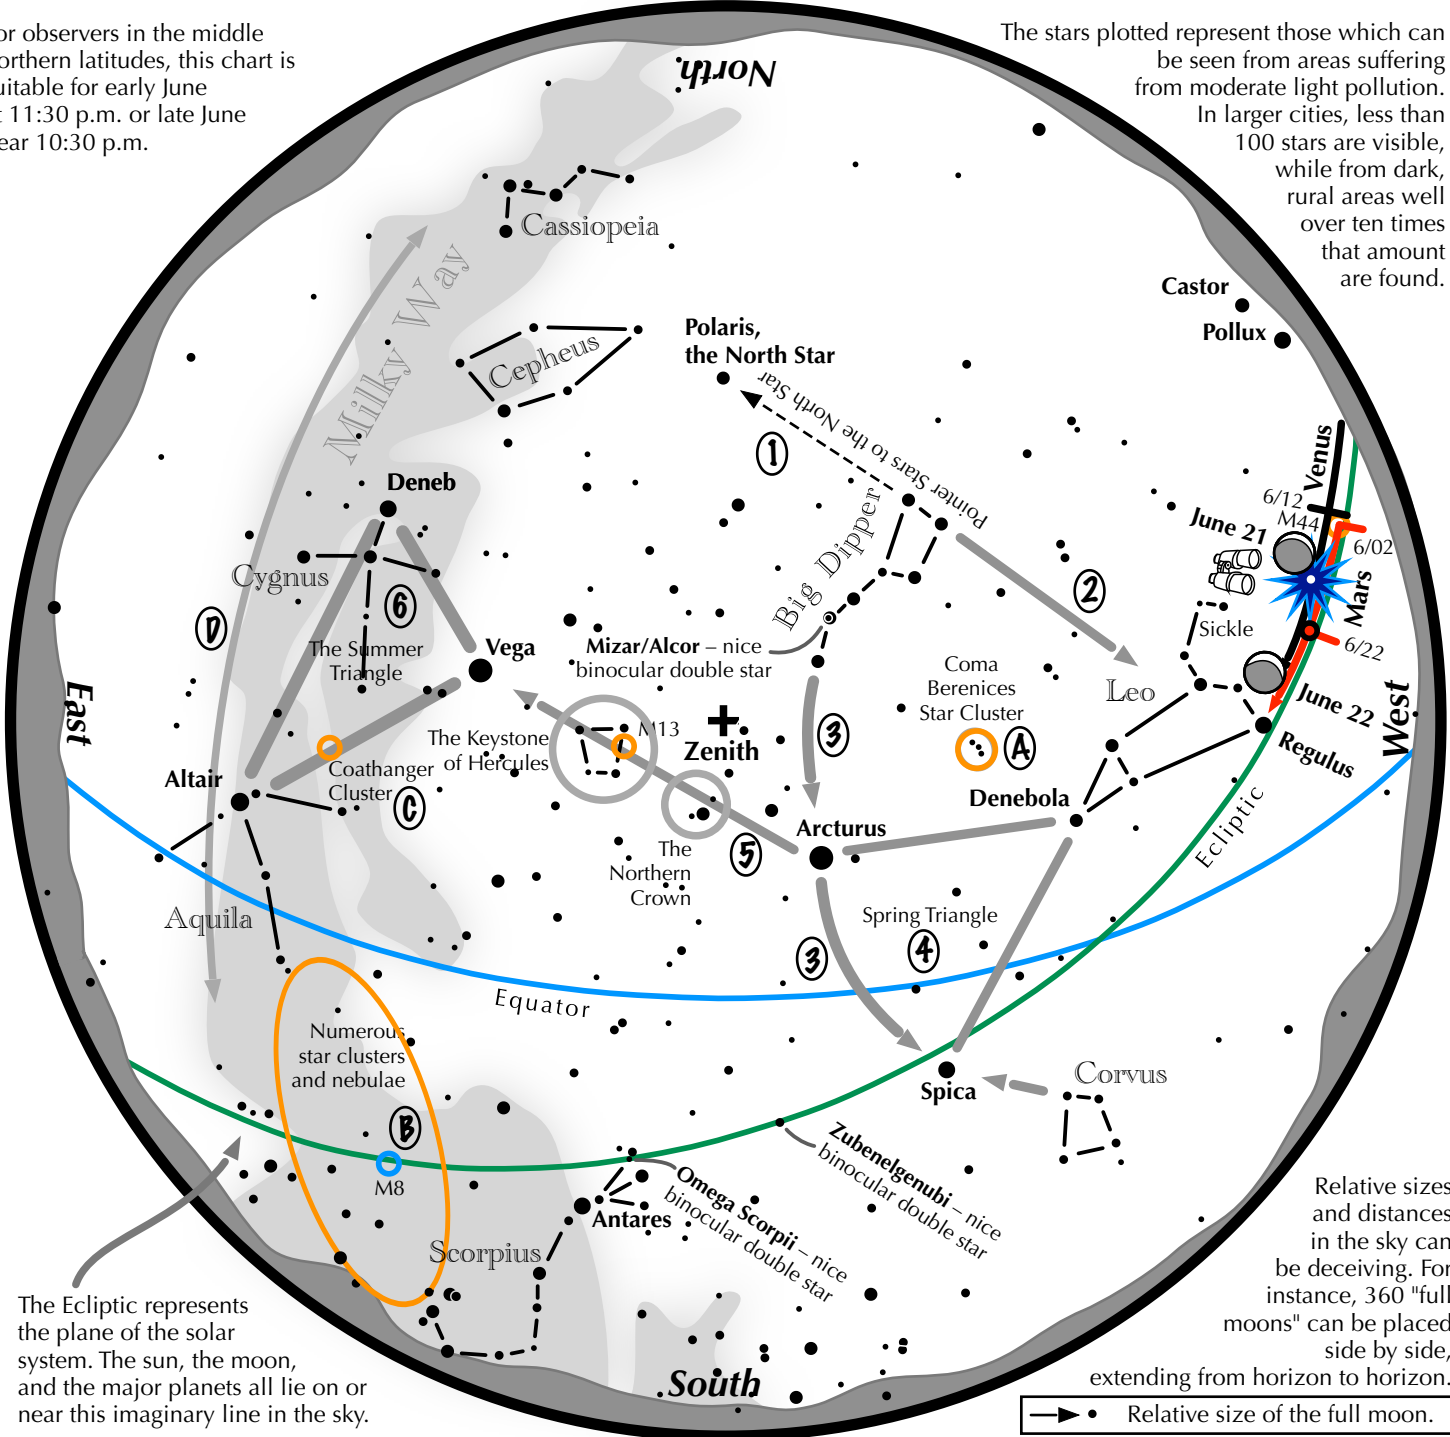 or observers in the middle
orthern latitudes, this chart is
uitable for early June
t 11:30 p.m. or late June
ear 10:30 p.m.
The stars plotted represent those which can
be seen from areas suffering
from moderate light pollution.
In larger cities, less than
100 stars are visible,
while from dark,
rural areas well
over ten times
that amount
are found.
North
Cassiopeia
Milky Way
Cepheus
Polaris,
the North Star
Castor
Pollux
Pointer Stars to the North Star
1
Deneb
Cygnus
Big Dipper
2
Venus
6/12
M44
June 21
6/02
Mars
6/22
Sickle
D
6
The Summer
Triangle
Vega
Mizar/Alcor – nice
binocular double star
Coma
Berenices
Star Cluster
A
Leo
June 22
Regulus
West
East
M13
The Keystone
of Hercules
Zenith
3
Altair
Coathanger
Cluster
C
Denebola
Arcturus
5
The
Northern
Crown
Ecliptic
Aquila
Spring Triangle
4
3
Equator
Numerous
star clusters
and nebulae
B
M8
Spica
Corvus
Zubenelgenubi – nice
binocular double star
Omega Scorpii – nice
binocular double star
Antares
Scorpius
South
The Ecliptic represents
the plane of the solar
system. The sun, the moon,
and the major planets all lie on or
near this imaginary line in the sky.
Relative sizes
and distances
in the sky can
be deceiving. For
instance, 360 "full
moons" can be placed
side by side,
extending from horizon to horizon.
Relative size of the full moon.